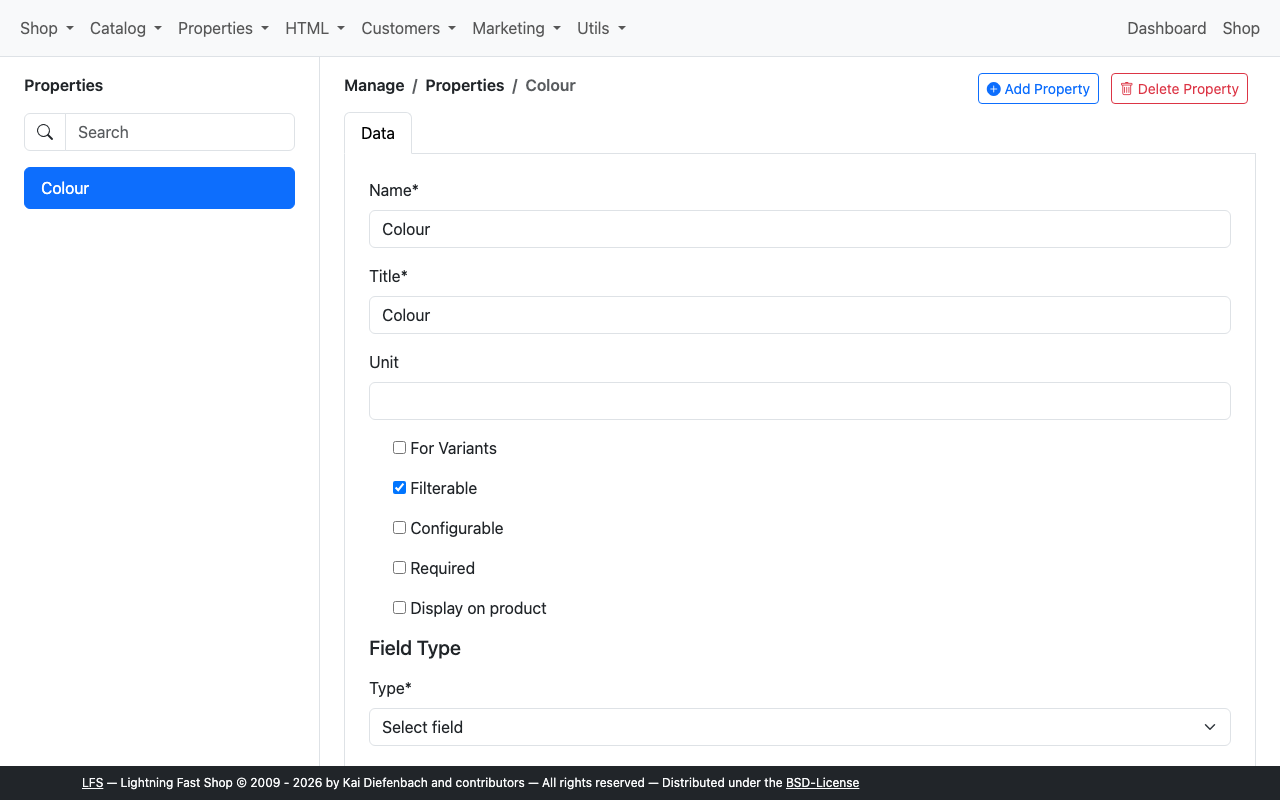 Shop Catalog Properties HTML Customers Marketing Utils Dashboard Shop
Properties
Search
Colour
Manage / Properties / Colour
Add Property Delete Property
Data
Name*
Colour
Title*
Colour
Unit
For Variants
Filterable
Configurable
Required
Display on product
Field Type
Type*
Select field
LFS — Lightning Fast Shop © 2009 - 2026 by Kai Diefenbach and contributors — All rights reserved — Distributed under the BSD-License